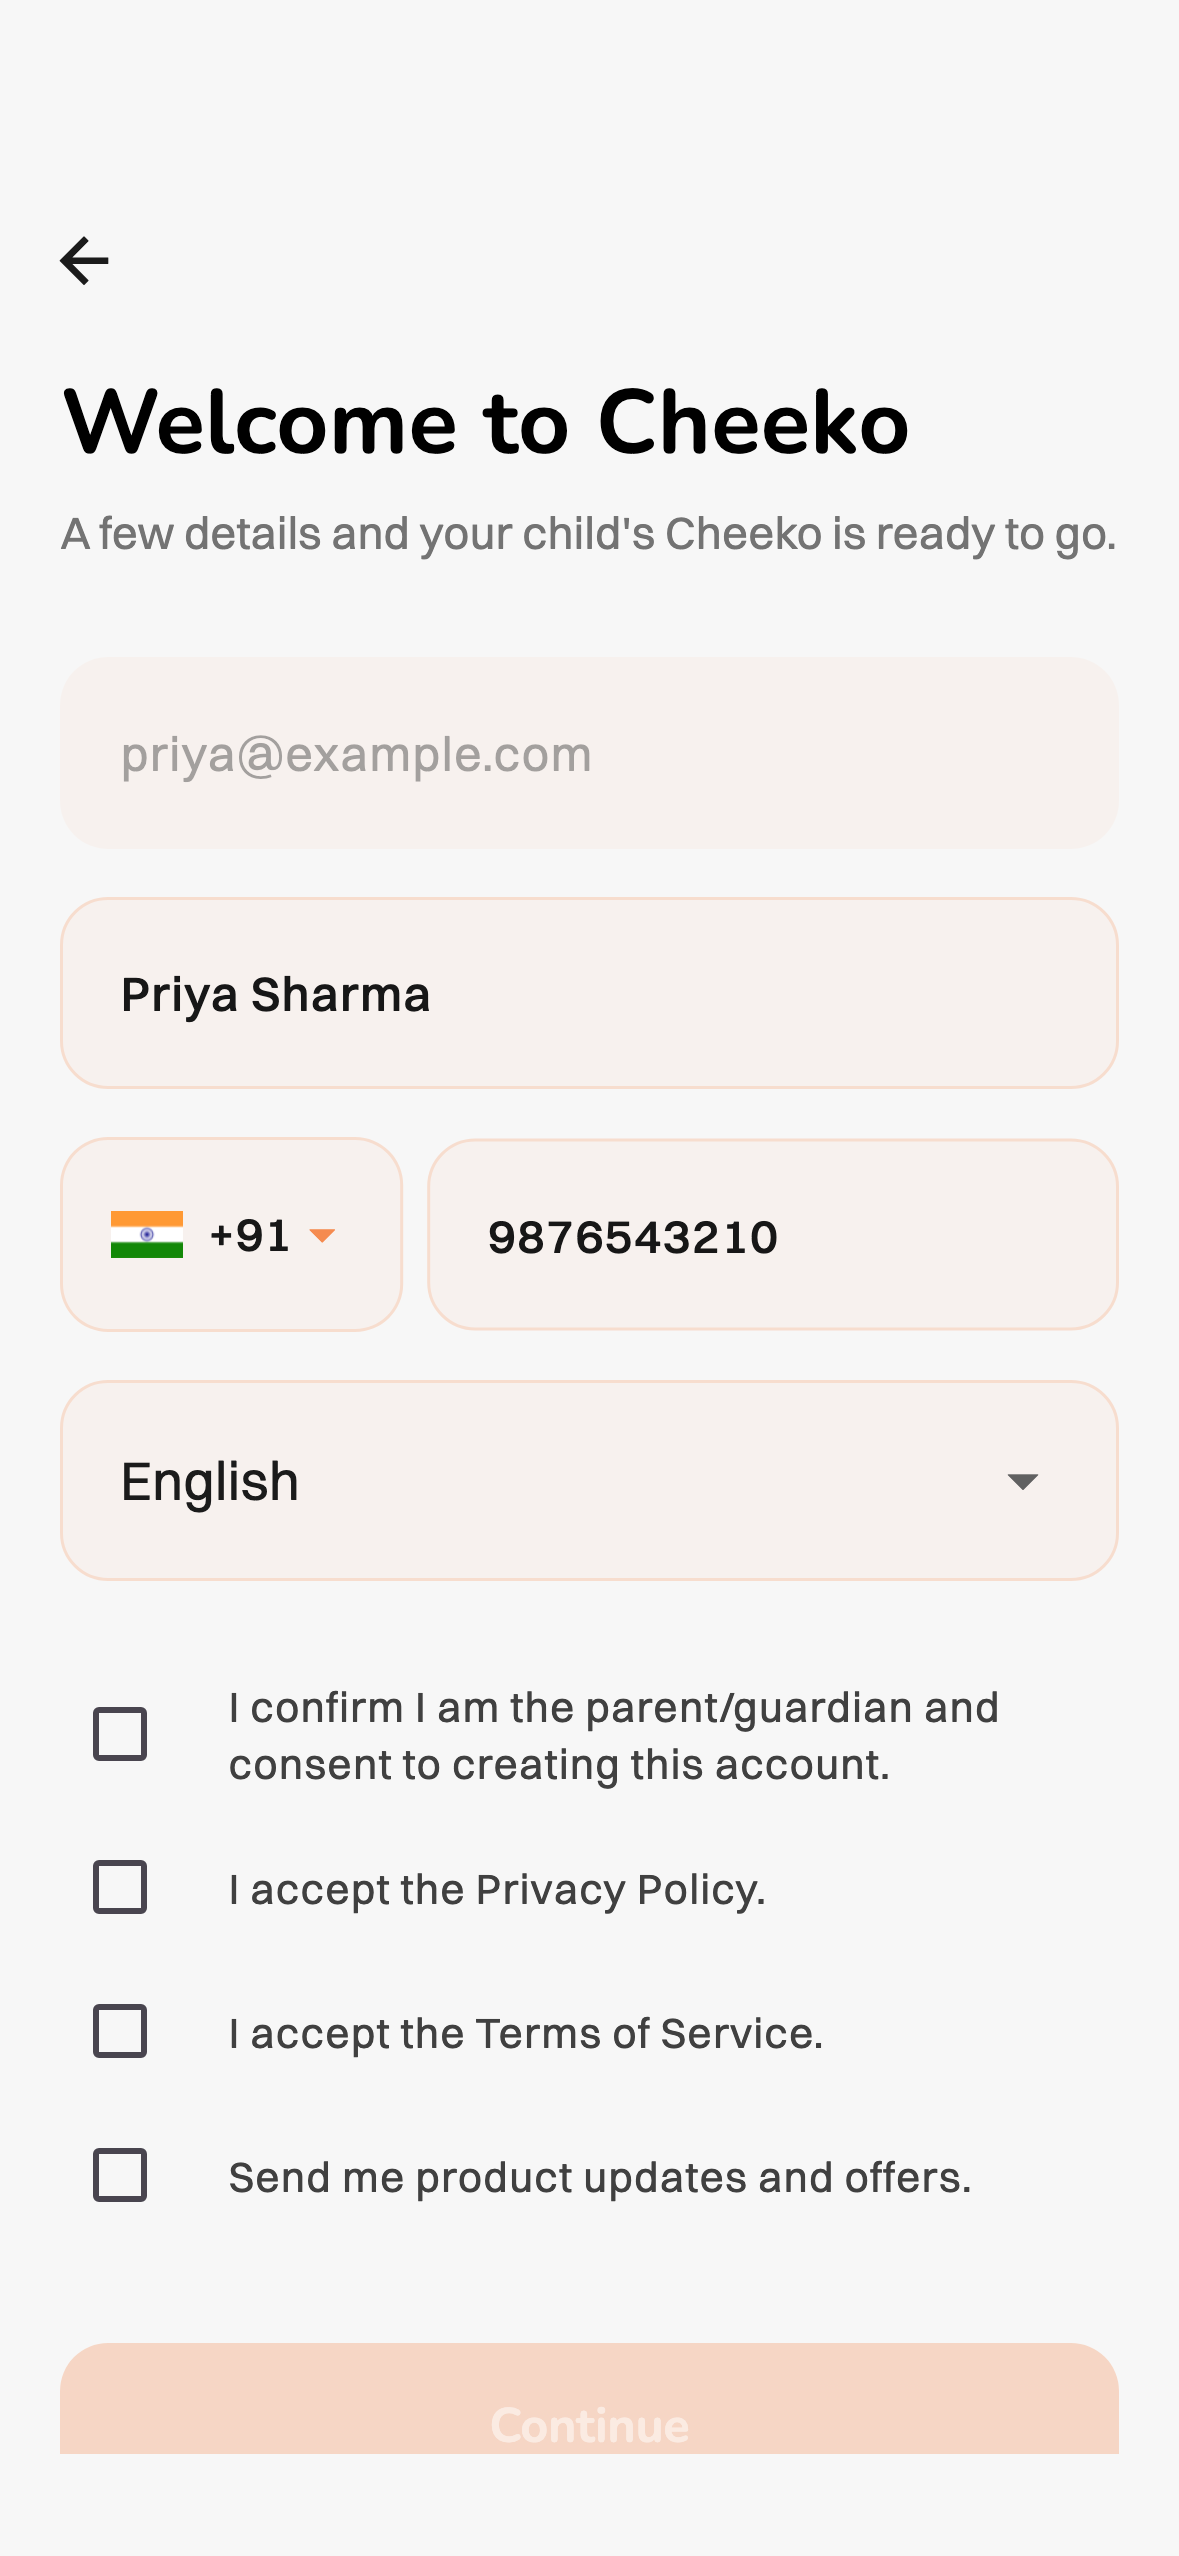 Welcome to Cheeko
A few details and your child's Cheeko is ready to go.
priya@example.com
Priya Sharma
+91
9876543210
English
I confirm I am the parent/guardian and
consent to creating this account.
I accept the Privacy Policy.
I accept the Terms of Service.
Send me product updates and offers.
Continue